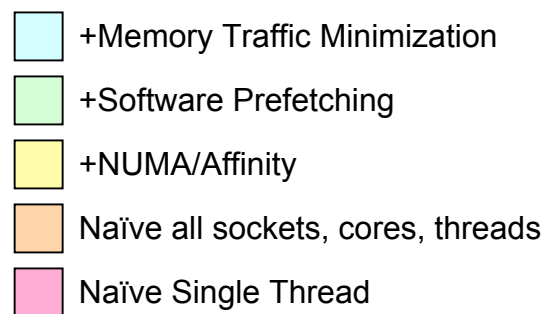 +Memory Traffic Minimization
+Software Prefetching
+NUMA/Affinity
Naïve all sockets, cores, threads
Naïve Single Thread